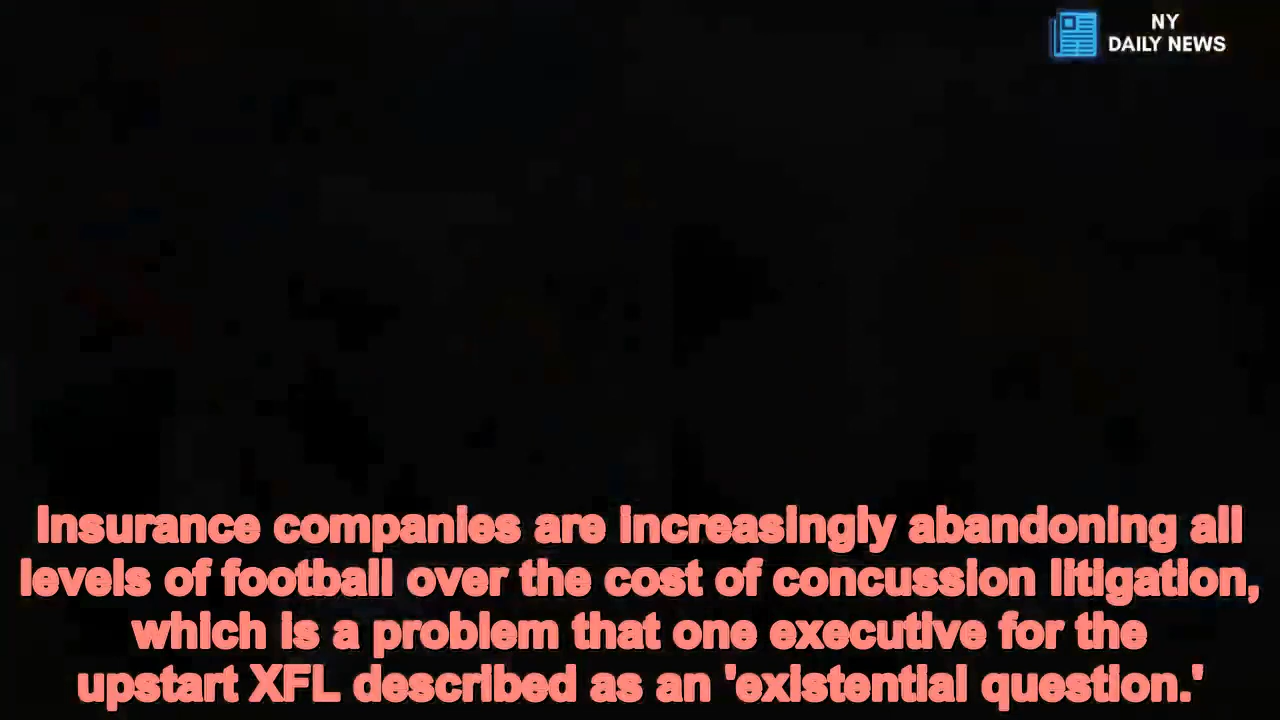 NY
DAILY NEWS
Insurance companies are increasingly abandoning all
levels of football over the cost of concussion litigation,
which is a problem that one executive for the
upstart XFL described as an 'existential question.'